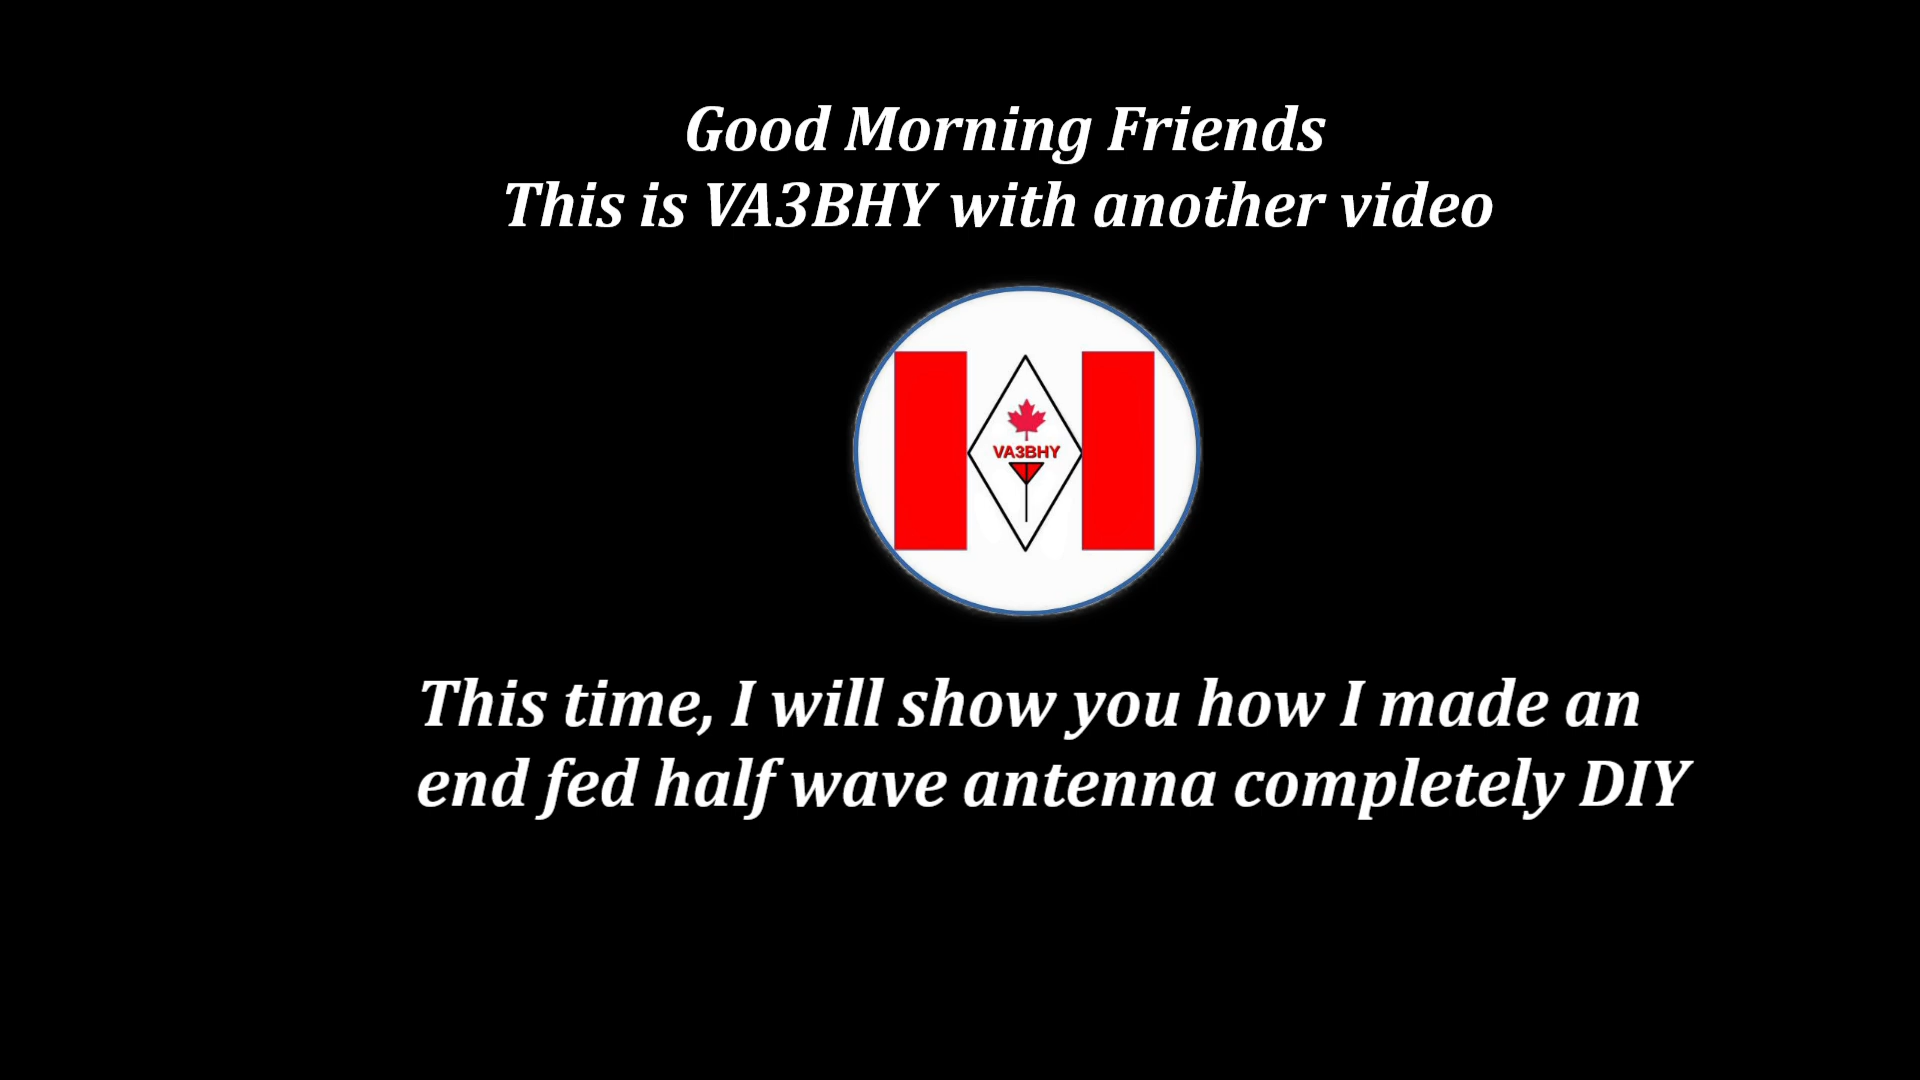 Good Morning Friends
This is VA3BHY with another video
VA3BHY
This time, I will show you how I made an
end fed half wave antenna completely DIY